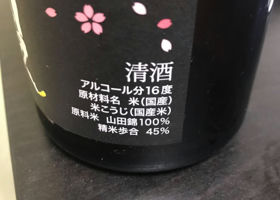 清酒
アルコール分16度
原材料名 米(国産)
米こうじ(国産米)
原料米 山田錦100%
精米歩合 45%